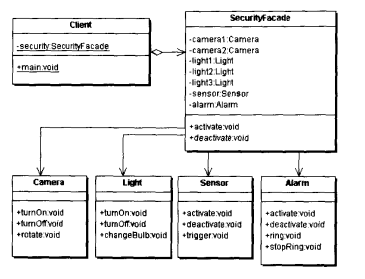 Client
-security:SecurityFacade
+main:void
SecurityFacade
-camera1:Camera
-camera2:Camera
-light1:Light
-light2:Light
-light3:Light
-sensor:Sensor
-alarm:Alarm
+activate:void
+deactivate:void
Camera
+turnOn:void
+turnOff:void
+rotate:void
Light
+turnOn:void
+turnOff:void
+changeBulb:void
Sensor
+activate:void
+deactivate:void
+trigger:void
Alarm
+activate:void
+deactivate:void
+ring:void
+stopRing:void